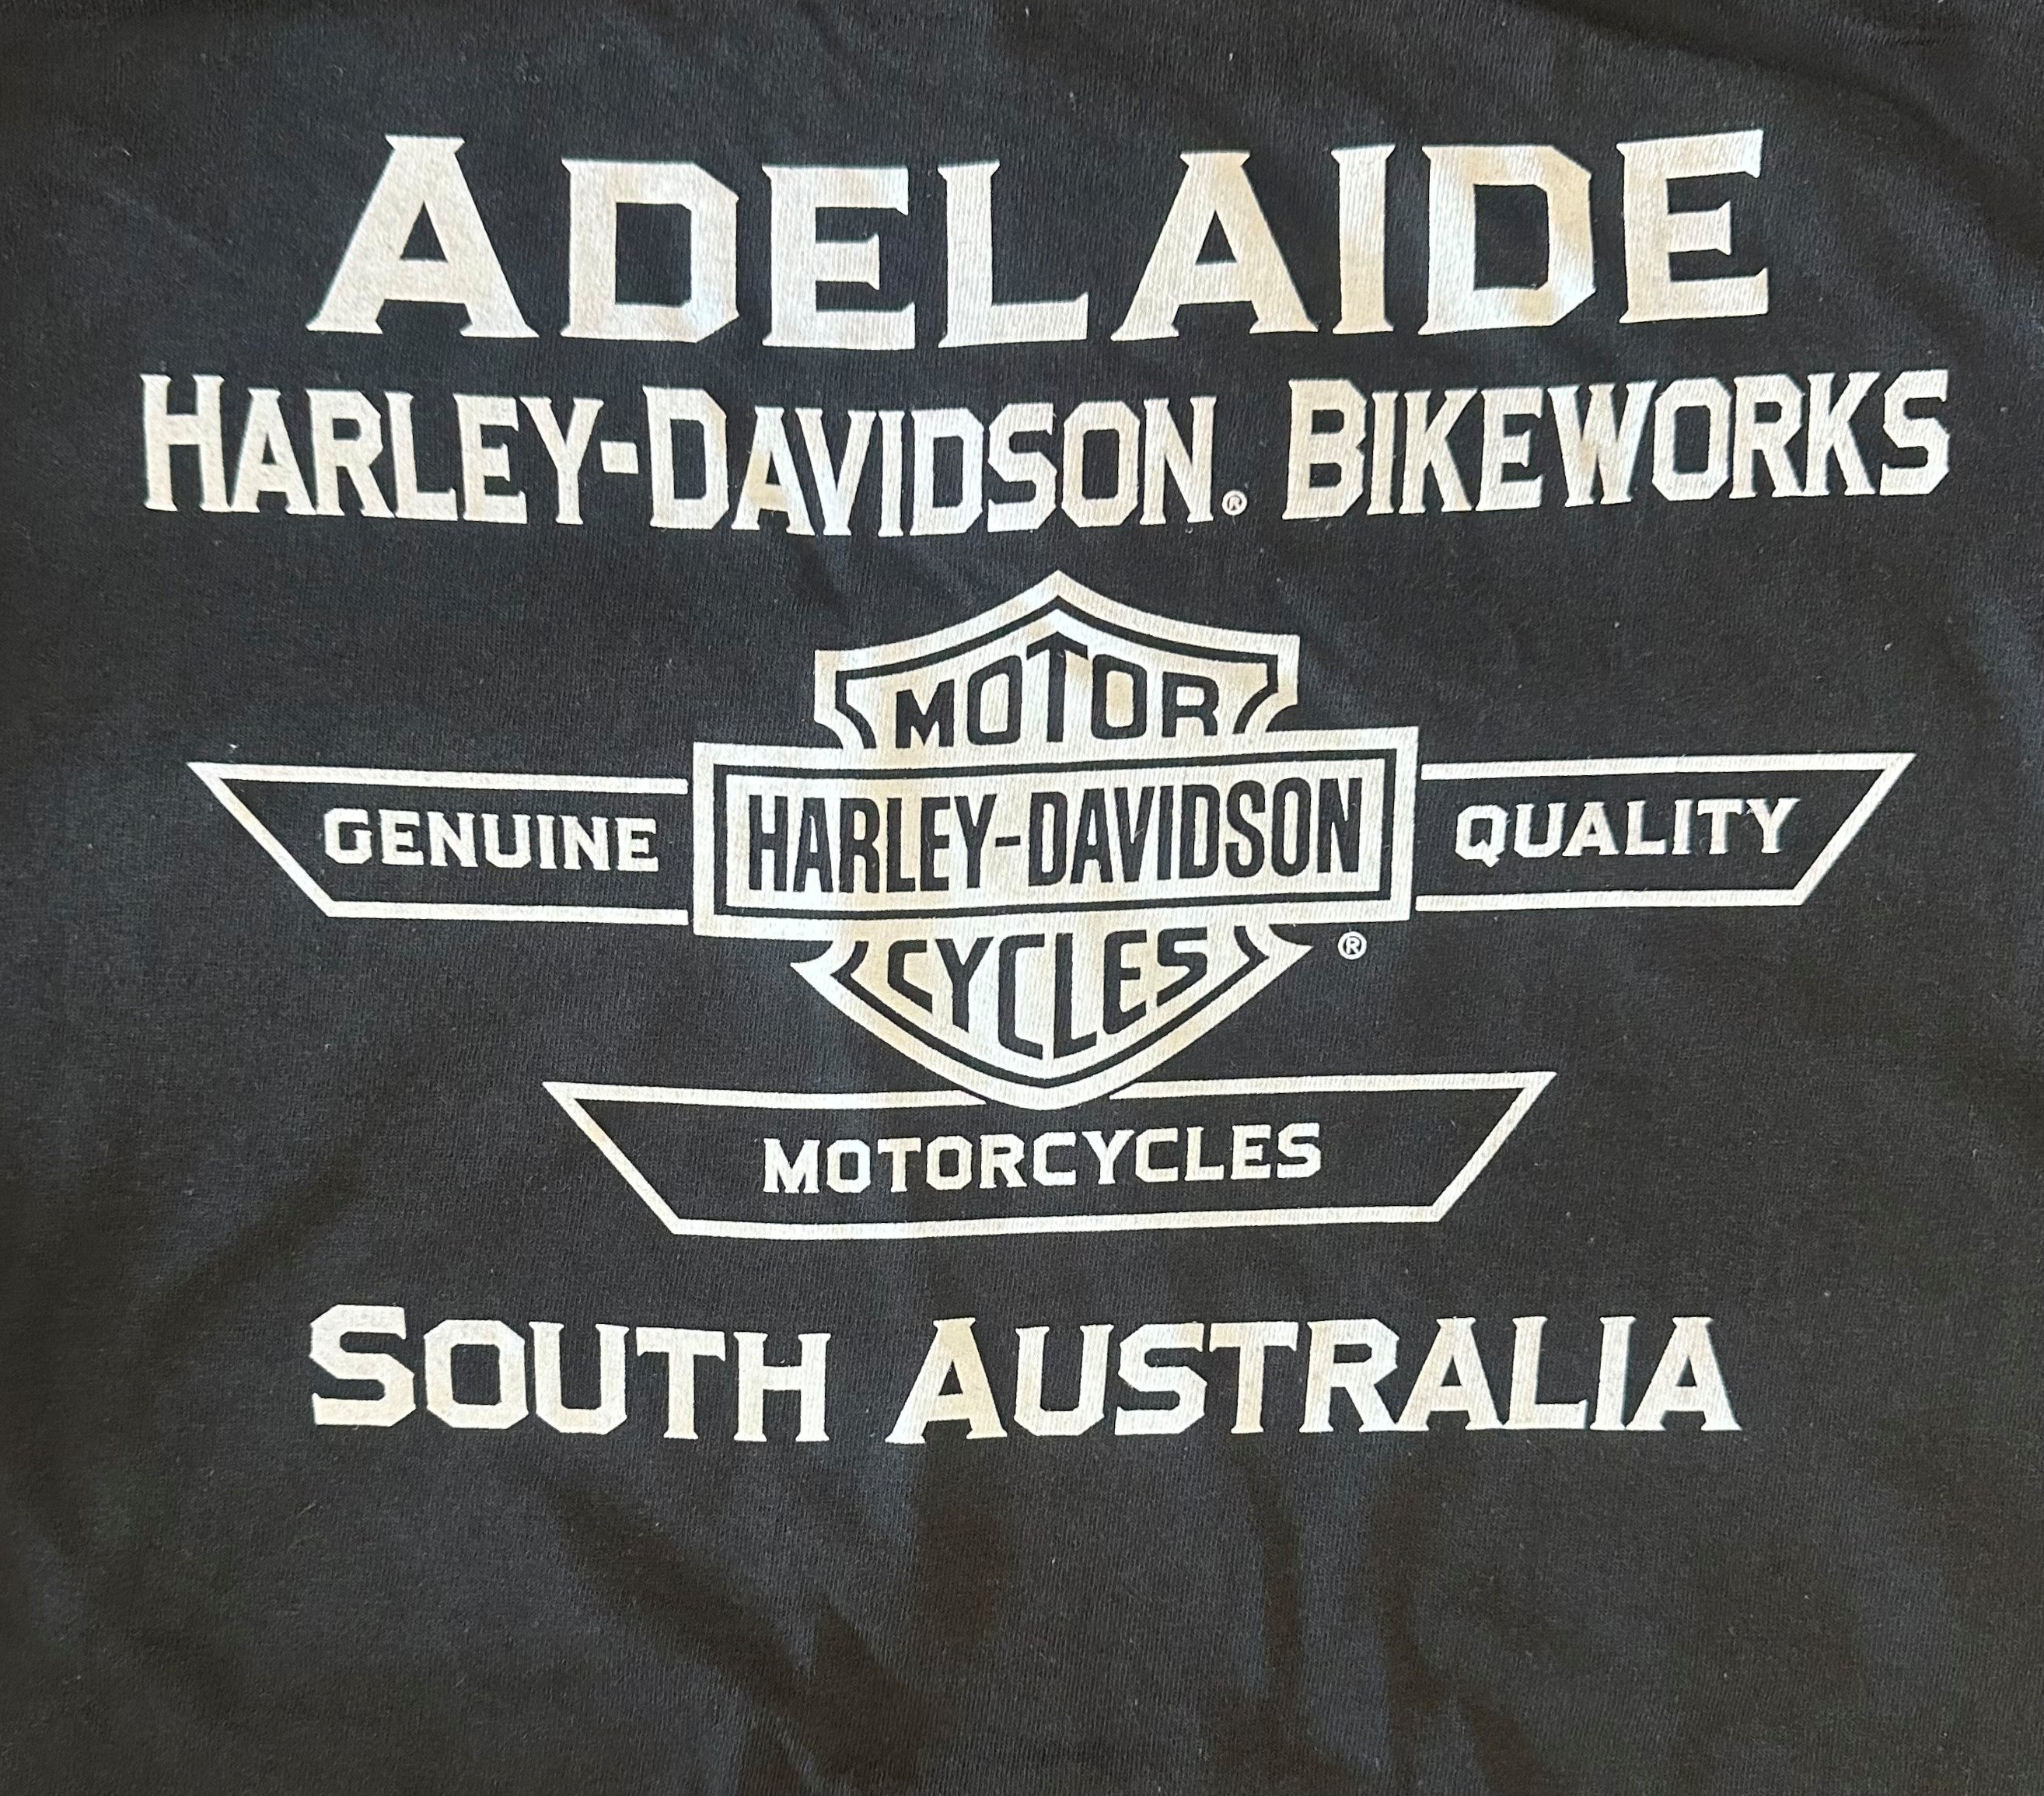 ADELAIDE
HARLEY-DAVIDSON® BIKEWORKS
MOTOR
GENUINE HARLEY-DAVIDSON QUALITY
CYCLES ®
MOTORCYCLES
SOUTH AUSTRALIA